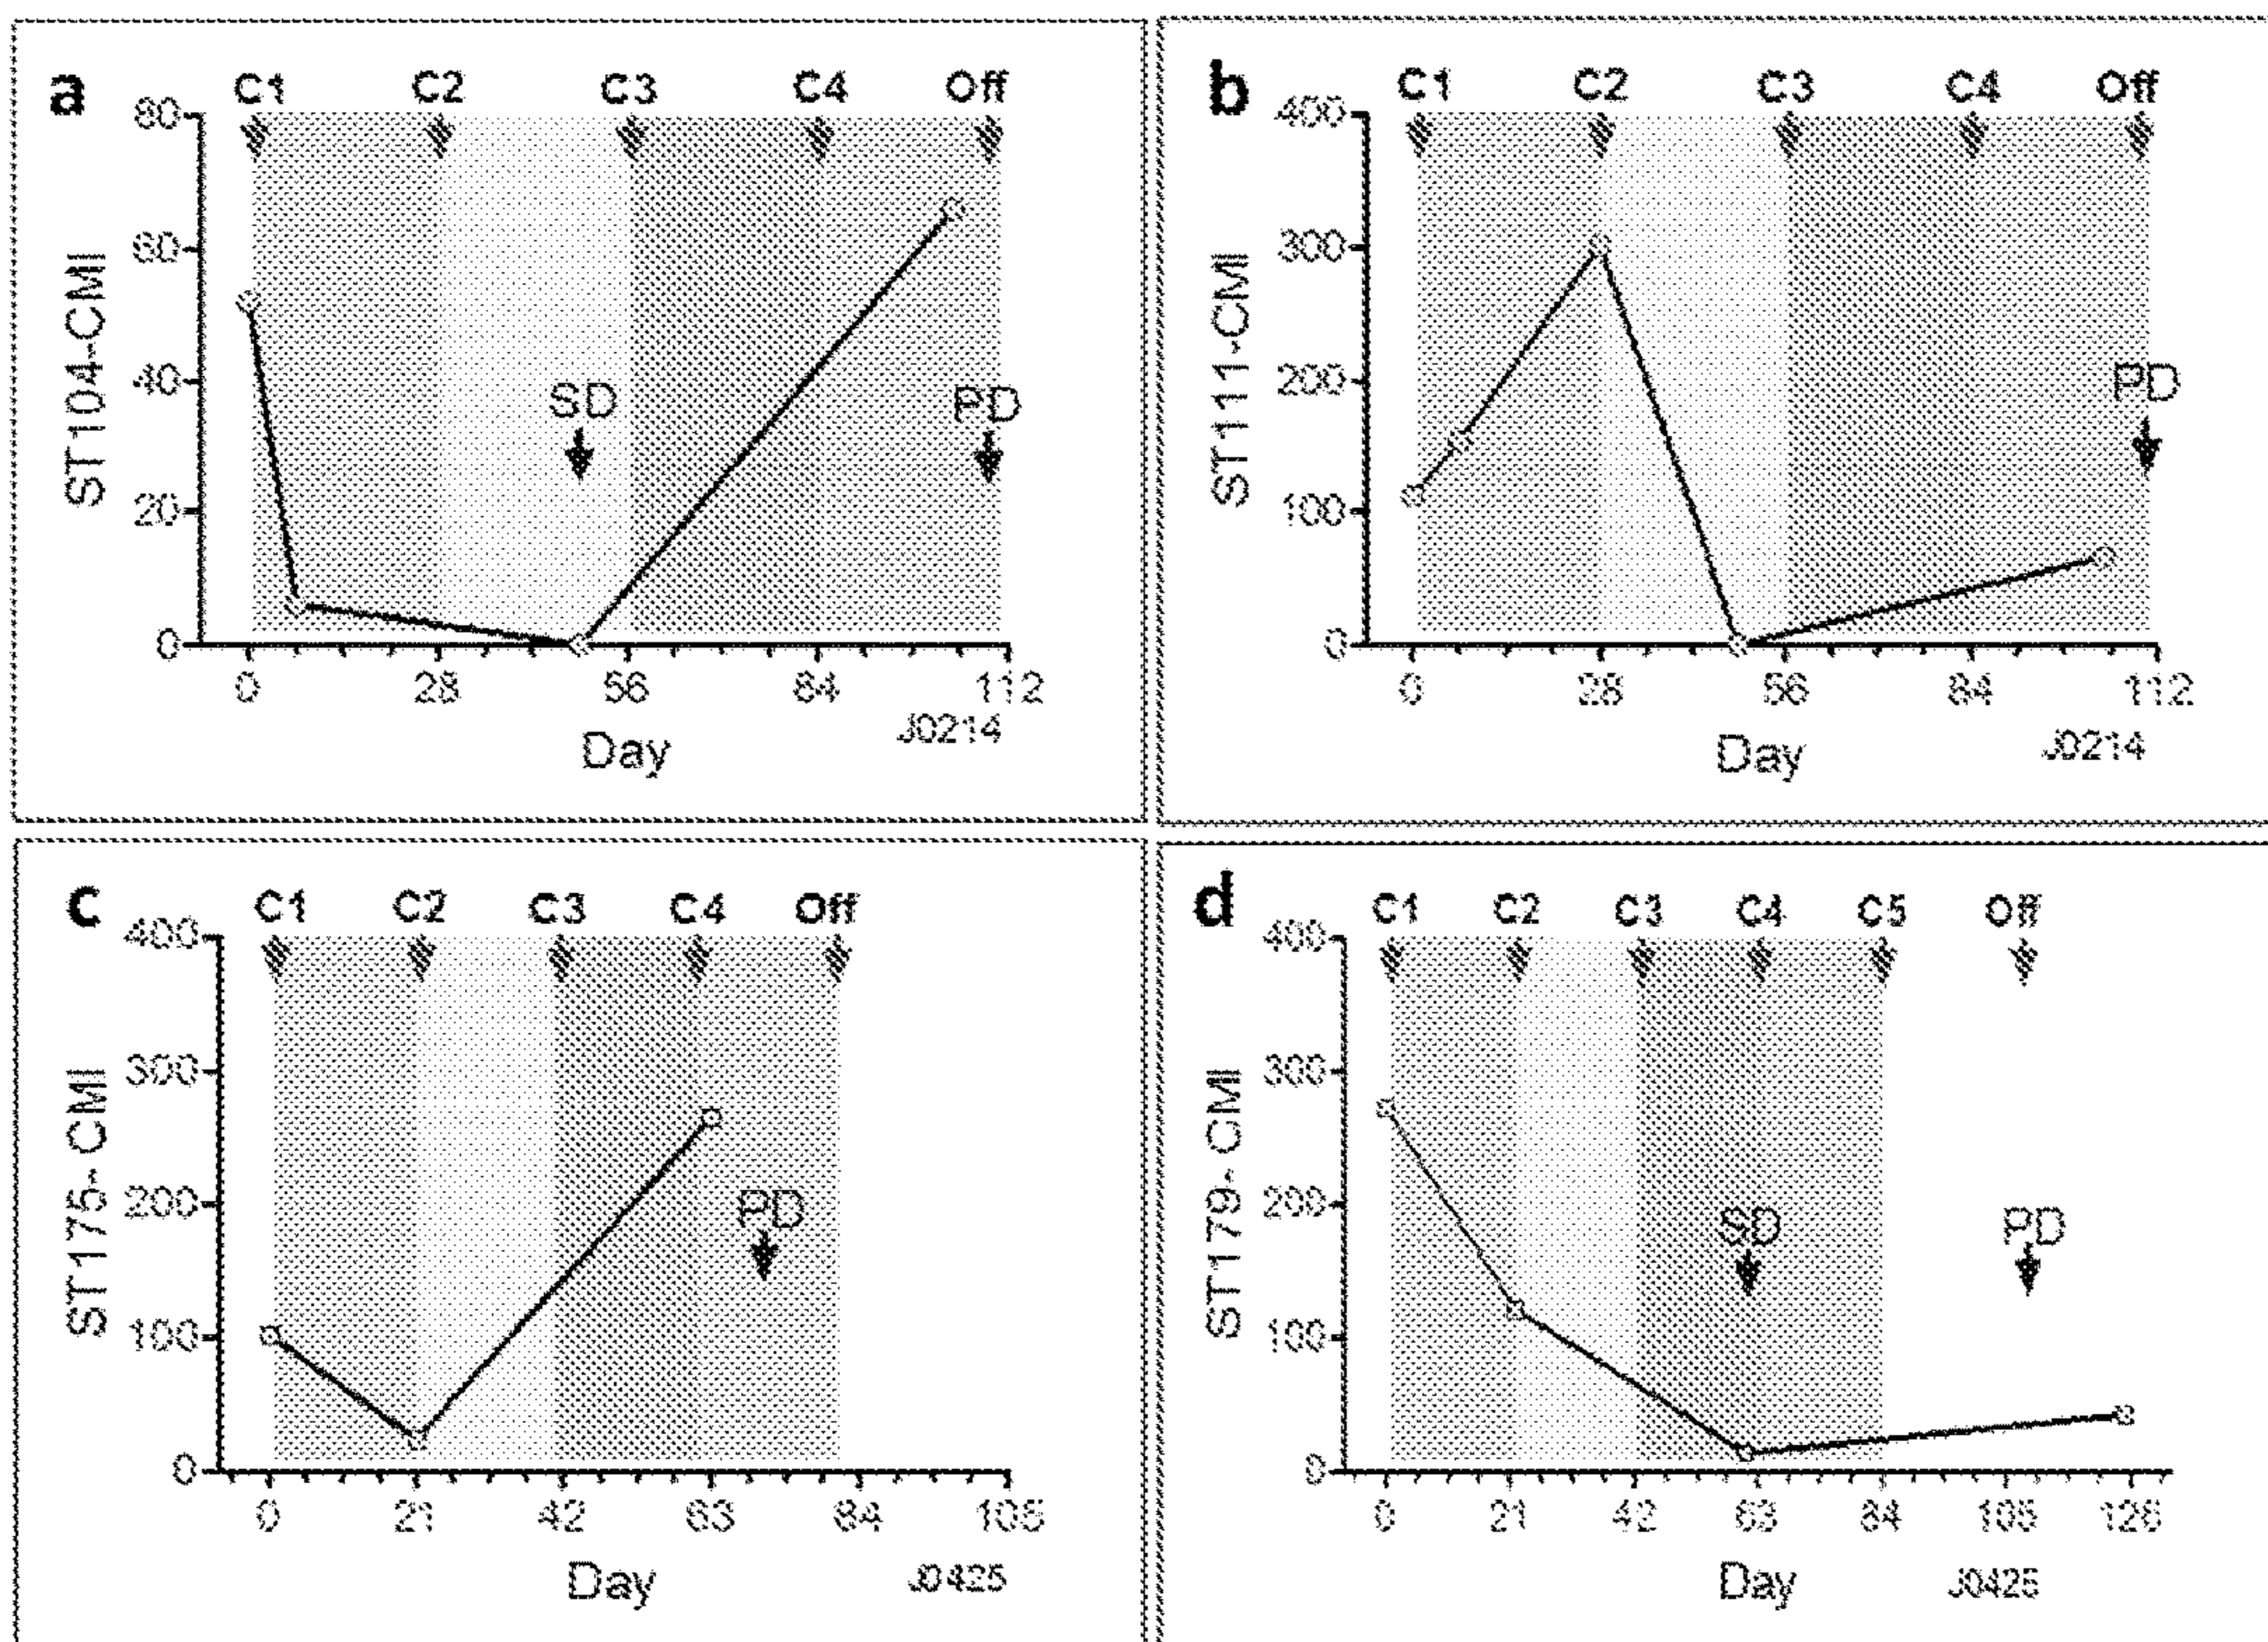 a
C1 C2 C3 C4 Off
ST104-CMI
80
60
40
20
0
SD
PD
0 28 56 84 112
Day
J0214
b
C1 C2 C3 C4 Off
ST111-CMI
400
300
200
100
0
PD
0 28 56 84 112
Day
J0214
c
C1 C2 C3 C4 Off
ST175-CMI
400
300
200
100
0
PD
0 21 42 63 84 105
Day
J0425
d
C1 C2 C3 C4 C5 Off
ST179-CMI
400
300
200
100
0
SD
PD
0 21 42 63 84 105 126
Day
J0425